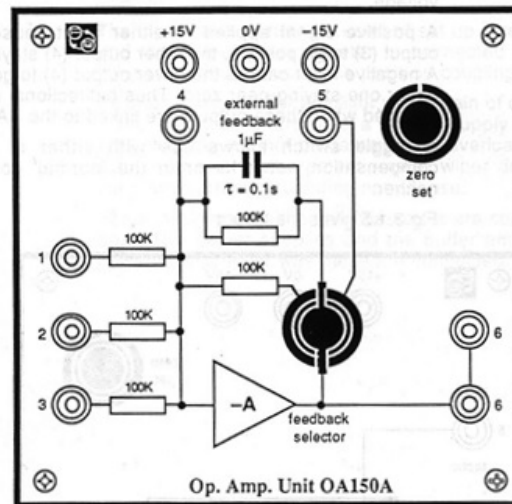 +15V 0V −15V
4 external feedback 5
1µF
τ = 0.1s
zero set
100K
1 100K 100K
2 100K 6
3 100K −A 6
feedback selector
Op. Amp. Unit OA150A